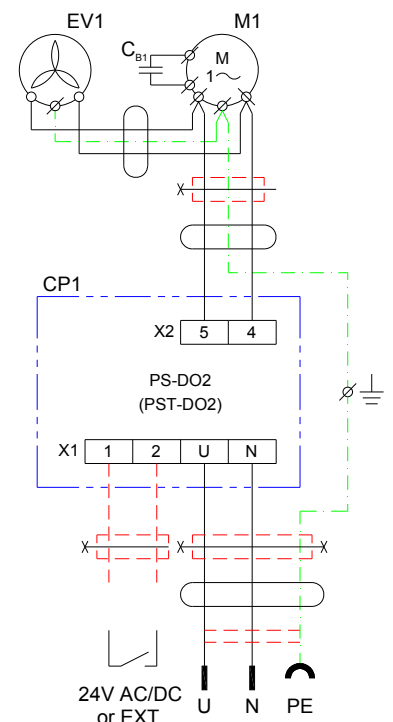 EV1
M1
C B1
M
1~
CP1
X2 5 4
PS-DO2
(PST-DO2)
X1 1 2 U N
24V AC/DC
or EXT
U N PE